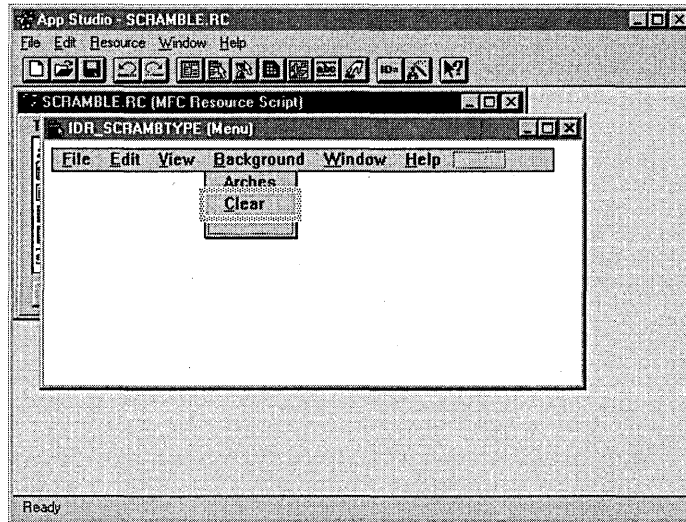 App Studio - SCRAMBLE.RC
File Edit Resource Window Help
ID=
SCRAMBLE.RC (MFC Resource Script)
IDR_SCRAMBTYPE (Menu)
File Edit View Background Window Help
Arches
Clear
Ready